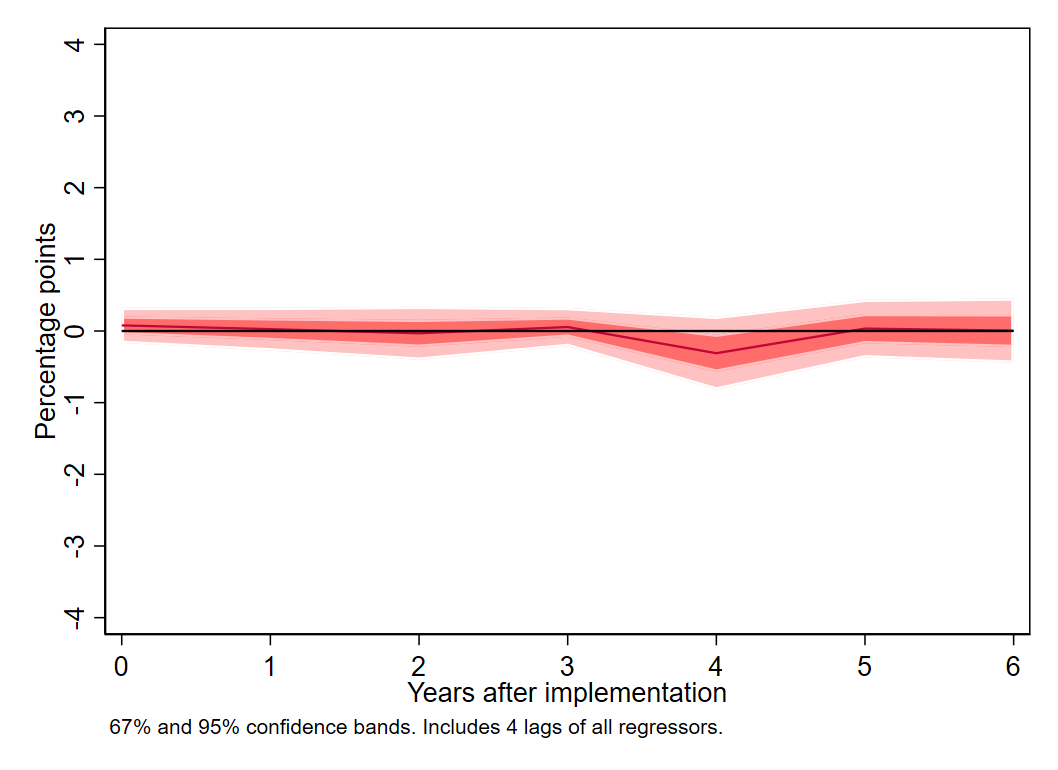 4
3
2
1
0
-1
-2
-3
-4
Percentage points
0 1 2 3 4 5 6
Years after implementation
67% and 95% confidence bands. Includes 4 lags of all regressors.